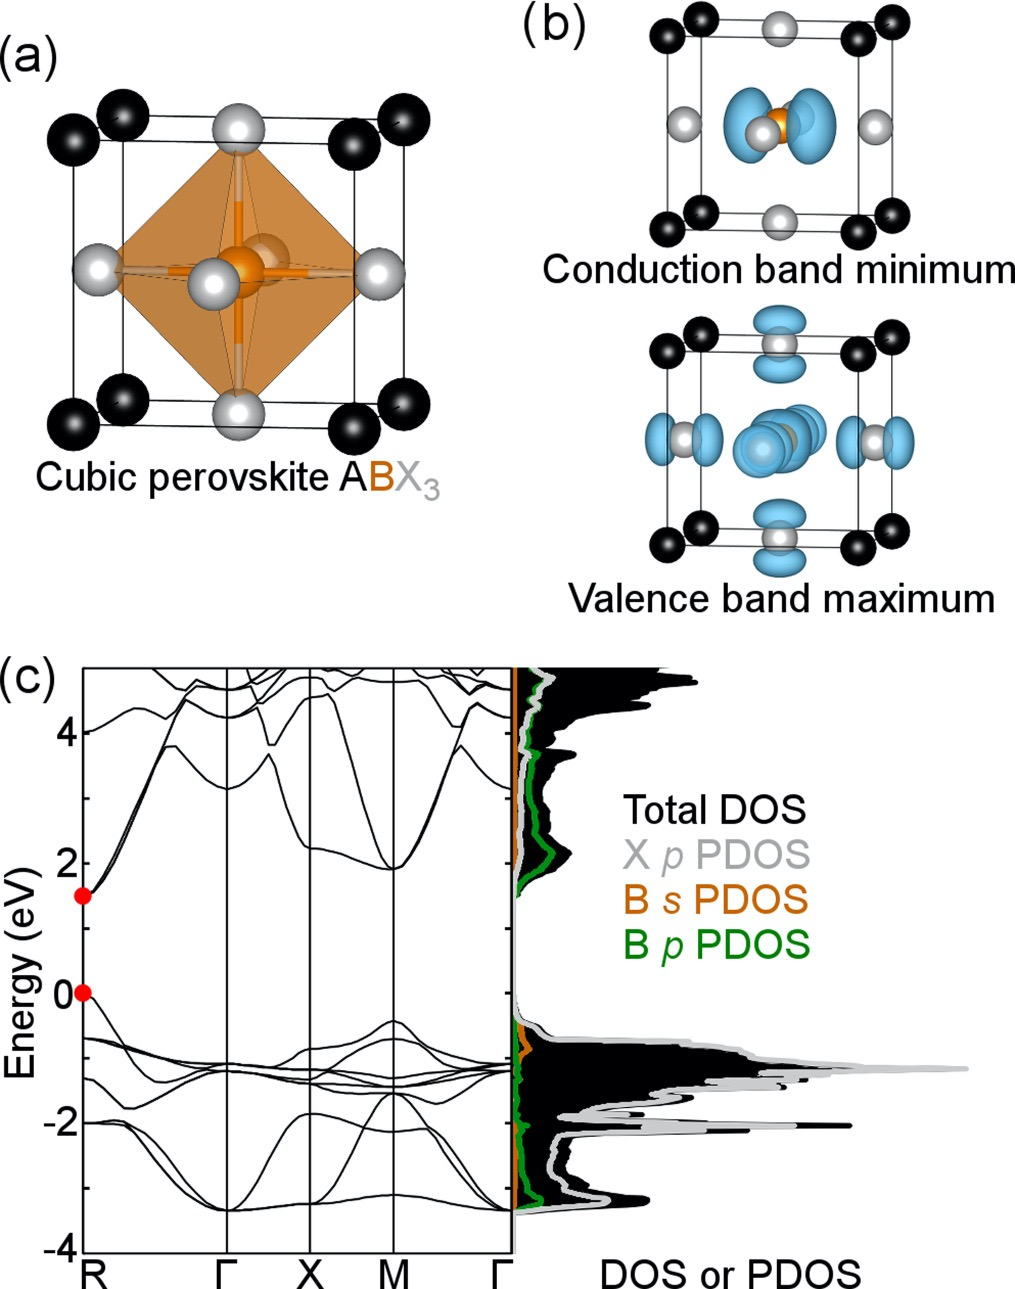 (a)
Cubic perovskite ABX₃
(b)
Conduction band minimum
Valence band maximum
(c)
Energy (eV)
4
2
0
-2
-4
R Γ X M Γ
Total DOS
X p PDOS
B s PDOS
B p PDOS
DOS or PDOS